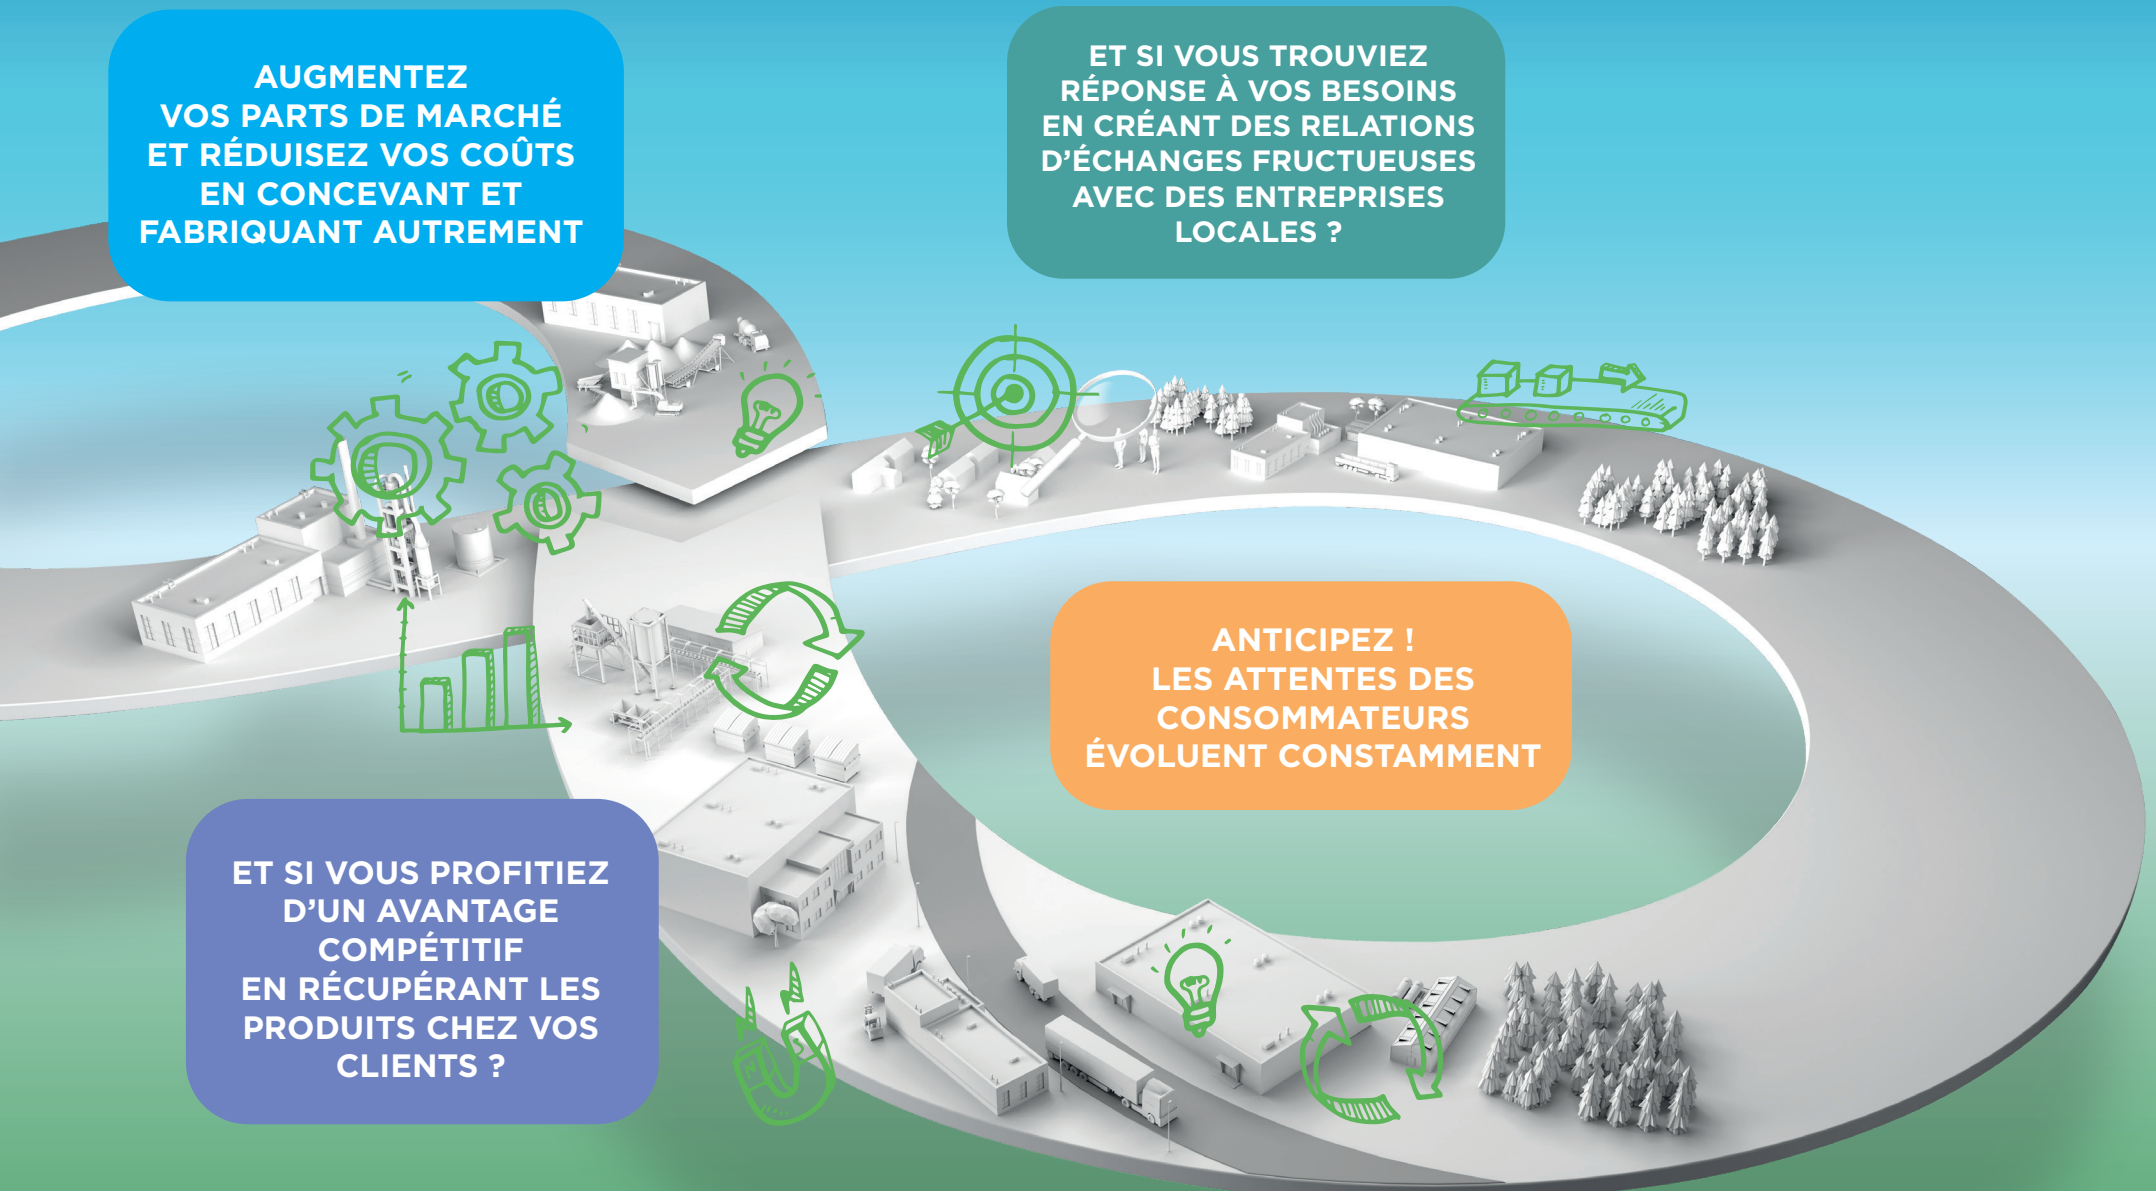 AUGMENTEZ
VOS PARTS DE MARCHÉ
ET RÉDUISEZ VOS COÛTS
EN CONCEVANT ET
FABRIQUANT AUTREMENT
ET SI VOUS TROUVIEZ
RÉPONSE À VOS BESOINS
EN CRÉANT DES RELATIONS
D’ÉCHANGES FRUCTUEUSES
AVEC DES ENTREPRISES
LOCALES ?
ANTICIPEZ !
LES ATTENTES DES
CONSOMMATEURS
ÉVOLUENT CONSTAMMENT
ET SI VOUS PROFITIEZ
D’UN AVANTAGE
COMPÉTITIF
EN RÉCUPÉRANT LES
PRODUITS CHEZ VOS
CLIENTS ?